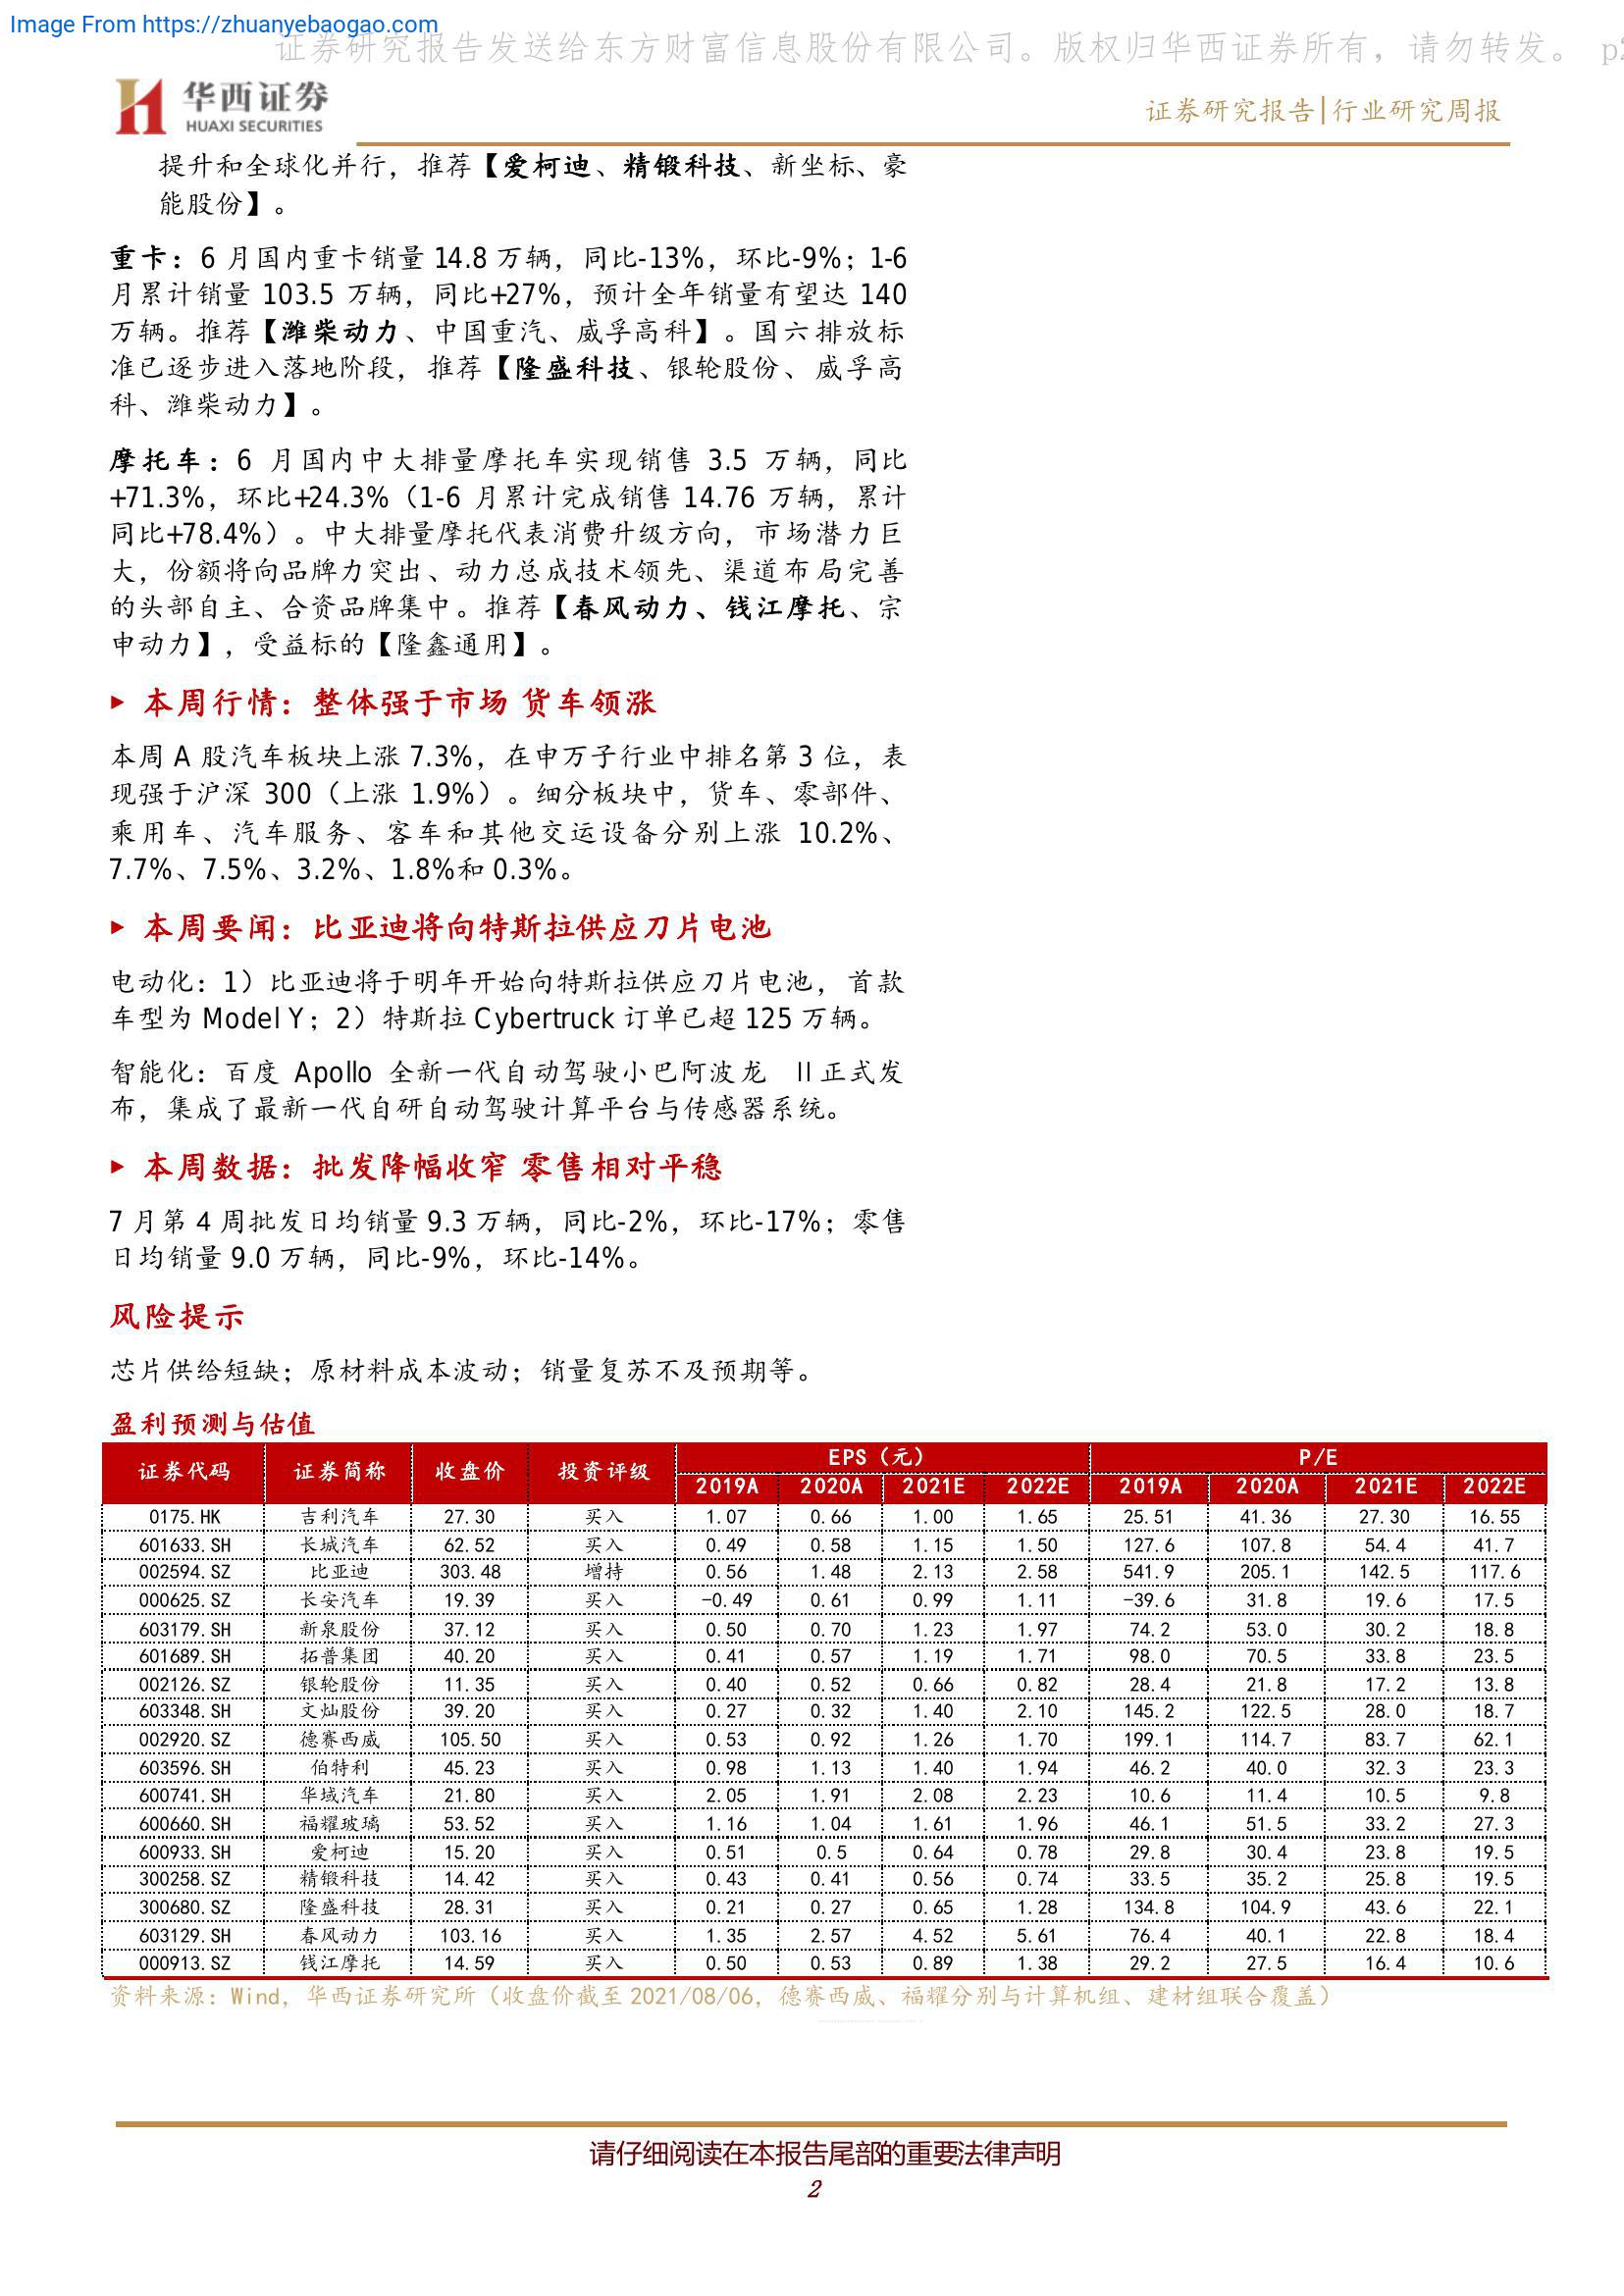 Image From https://zhuanyebaogao.com
证券研究报告发送给东方财富信息股份有限公司。版权归华西证券所有，请勿转发。 p2
华西证券
HUAXI SECURITIES
证券研究报告|行业研究周报
提升和全球化并行，推荐【爱柯迪、精锻科技、新坐标、豪
能股份】。
重卡：6 月国内重卡销量 14.8 万辆，同比-13%，环比-9%；1-6
月累计销量 103.5 万辆，同比+27%，预计全年销量有望达 140
万辆。推荐【潍柴动力、中国重汽、威孚高科】。国六排放标
准已逐步进入落地阶段，推荐【隆盛科技、银轮股份、威孚高
科、潍柴动力】。
摩托车：6 月国内中大排量摩托车实现销售 3.5 万辆，同比
+71.3%，环比+24.3%（1-6 月累计完成销售 14.76 万辆，累计
同比+78.4%）。中大排量摩托代表消费升级方向，市场潜力巨
大，份额将向品牌力突出、动力总成技术领先、渠道布局完善
的头部自主、合资品牌集中。推荐【春风动力、钱江摩托、宗
申动力】，受益标的【隆鑫通用】。
▶ 本周行情：整体强于市场 货车领涨
本周 A 股汽车板块上涨 7.3%，在申万子行业中排名第 3 位，表
现强于沪深 300（上涨 1.9%）。细分板块中，货车、零部件、
乘用车、汽车服务、客车和其他交运设备分别上涨 10.2%、
7.7%、7.5%、3.2%、1.8%和 0.3%。
▶ 本周要闻：比亚迪将向特斯拉供应刀片电池
电动化：1）比亚迪将于明年开始向特斯拉供应刀片电池，首款
车型为 Model Y；2）特斯拉 Cybertruck 订单已超 125 万辆。
智能化：百度 Apollo 全新一代自动驾驶小巴阿波龙 Ⅱ正式发
布，集成了最新一代自研自动驾驶计算平台与传感器系统。
▶ 本周数据：批发降幅收窄 零售相对平稳
7 月第 4 周批发日均销量 9.3 万辆，同比-2%，环比-17%；零售
日均销量 9.0 万辆，同比-9%，环比-14%。
风险提示
芯片供给短缺；原材料成本波动；销量复苏不及预期等。
盈利预测与估值
证券代码 证券简称 收盘价 投资评级 EPS（元） P/E
2019A 2020A 2021E 2022E 2019A 2020A 2021E 2022E
0175.HK 吉利汽车 27.30 买入 1.07 0.66 1.00 1.65 25.51 41.36 27.30 16.55
601633.SH 长城汽车 62.52 买入 0.49 0.58 1.15 1.50 127.6 107.8 54.4 41.7
002594.SZ 比亚迪 303.48 增持 0.56 1.48 2.13 2.58 541.9 205.1 142.5 117.6
000625.SZ 长安汽车 19.39 买入 -0.49 0.61 0.99 1.11 -39.6 31.8 19.6 17.5
603179.SH 新泉股份 37.12 买入 0.50 0.70 1.23 1.97 74.2 53.0 30.2 18.8
601689.SH 拓普集团 40.20 买入 0.41 0.57 1.19 1.71 98.0 70.5 33.8 23.5
002126.SZ 银轮股份 11.35 买入 0.40 0.52 0.66 0.82 28.4 21.8 17.2 13.8
603348.SH 文灿股份 39.20 买入 0.27 0.32 1.40 2.10 145.2 122.5 28.0 18.7
002920.SZ 德赛西威 105.50 买入 0.53 0.92 1.26 1.70 199.1 114.7 83.7 62.1
603596.SH 伯特利 45.23 买入 0.98 1.13 1.40 1.94 46.2 40.0 32.3 23.3
600741.SH 华域汽车 21.80 买入 2.05 1.91 2.08 2.23 10.6 11.4 10.5 9.8
600660.SH 福耀玻璃 53.52 买入 1.16 1.04 1.61 1.96 46.1 51.5 33.2 27.3
600933.SH 爱柯迪 15.20 买入 0.51 0.5 0.64 0.78 29.8 30.4 23.8 19.5
300258.SZ 精锻科技 14.42 买入 0.43 0.41 0.56 0.74 33.5 35.2 25.8 19.5
300680.SZ 隆盛科技 28.31 买入 0.21 0.27 0.65 1.28 134.8 104.9 43.6 22.1
603129.SH 春风动力 103.16 买入 1.35 2.57 4.52 5.61 76.4 40.1 22.8 18.4
000913.SZ 钱江摩托 14.59 买入 0.50 0.53 0.89 1.38 29.2 27.5 16.4 10.6
资料来源：Wind，华西证券研究所（收盘价截至 2021/08/06，德赛西威、福耀分别与计算机组、建材组联合覆盖）
请仔细阅读在本报告尾部的重要法律声明
2